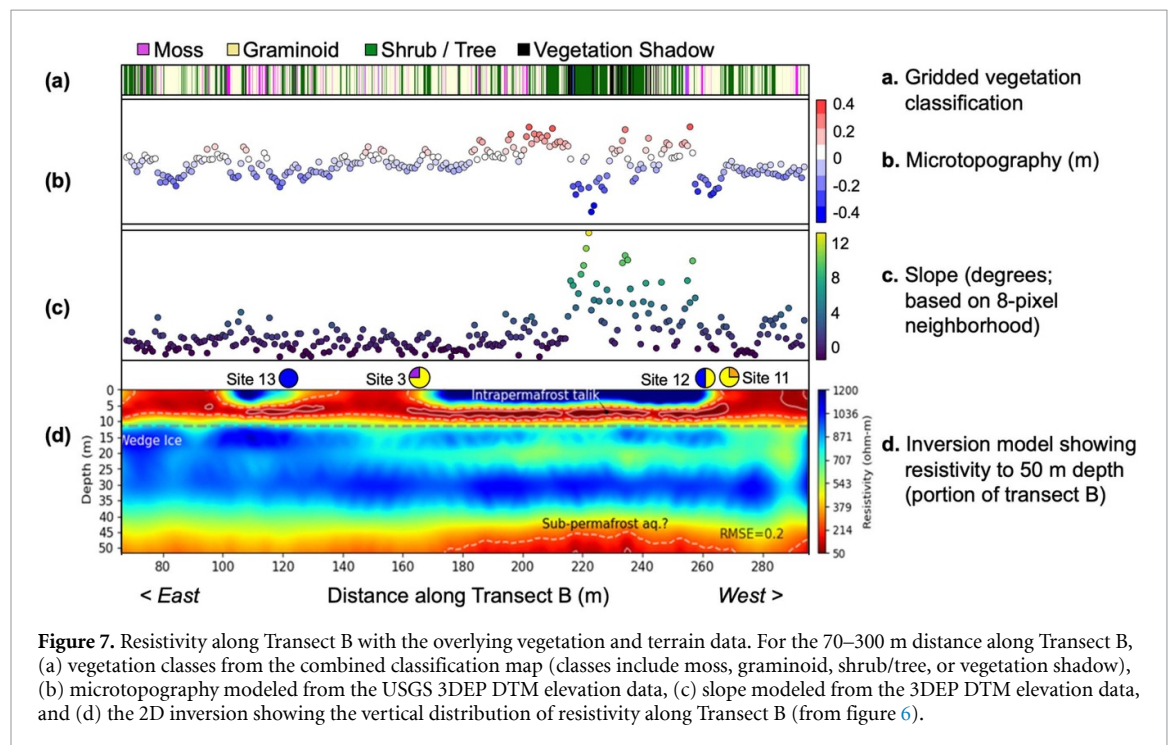 Moss Graminoid Shrub / Tree Vegetation Shadow
(a)
a. Gridded vegetation
classification
(b)
0.4
0.2
0
-0.2
-0.4
b. Microtopography (m)
(c)
12
8
4
0
c. Slope (degrees;
based on 8-pixel
neighborhood)
Site 13 Site 3 Site 12 Site 11
(d)
Depth (m)
0
5
10
15
20
25
30
35
40
45
50
Intrapermafrost talik
Wedge Ice
Sub-permafrost aq.?
RMSE=0.2
1200
1036
871
707
543
379
214
50
Resistivity (ohm-m)
d. Inversion model showing
resistivity to 50 m depth
(portion of transect B)
80 100 120 140 160 180 200 220 240 260 280
< East Distance along Transect B (m) West >
Figure 7. Resistivity along Transect B with the overlying vegetation and terrain data. For the 70–300 m distance along Transect B,
(a) vegetation classes from the combined classification map (classes include moss, graminoid, shrub/tree, or vegetation shadow),
(b) microtopography modeled from the USGS 3DEP DTM elevation data, (c) slope modeled from the 3DEP DTM elevation data,
and (d) the 2D inversion showing the vertical distribution of resistivity along Transect B (from figure 6).